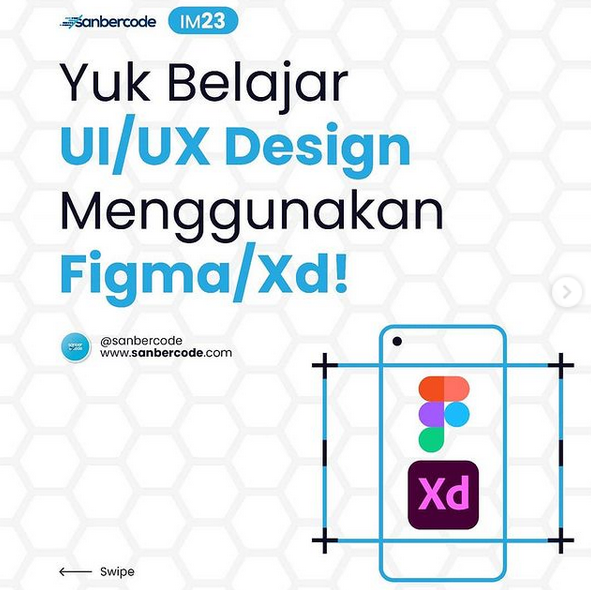 sanbercode IM23
Yuk Belajar
UI/UX Design
Menggunakan
Figma/Xd!
@sanbercode
www.sanbercode.com
Xd
Swipe